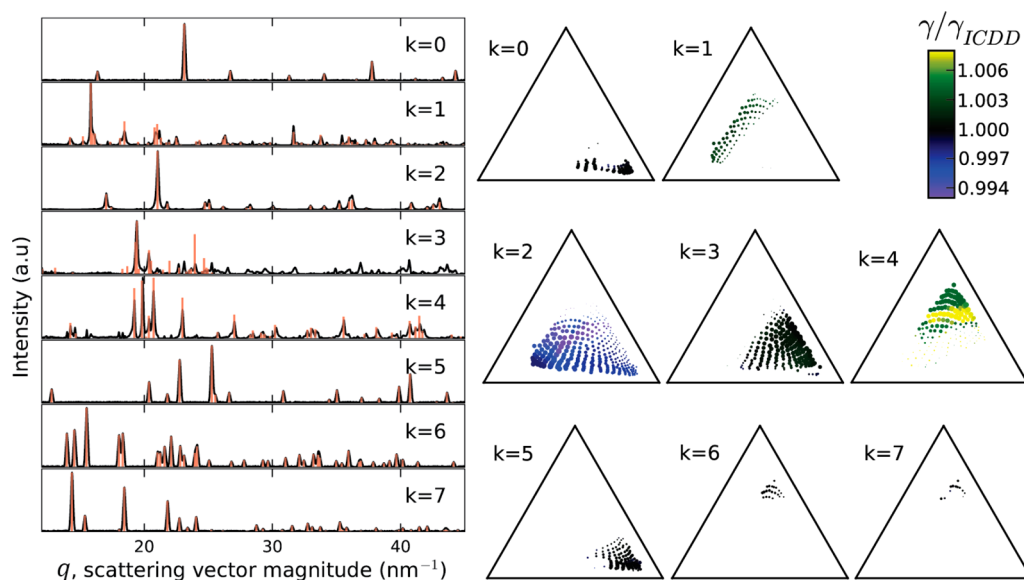 k=0
k=1
k=2
k=3
k=4
k=5
k=6
k=7
Intensity (a.u)
20 30 40
q, scattering vector magnitude (nm⁻¹)
k=0
k=1
γ/γ_ICDD
1.006
1.003
1.000
0.997
0.994
k=2
k=3
k=4
k=5
k=6
k=7